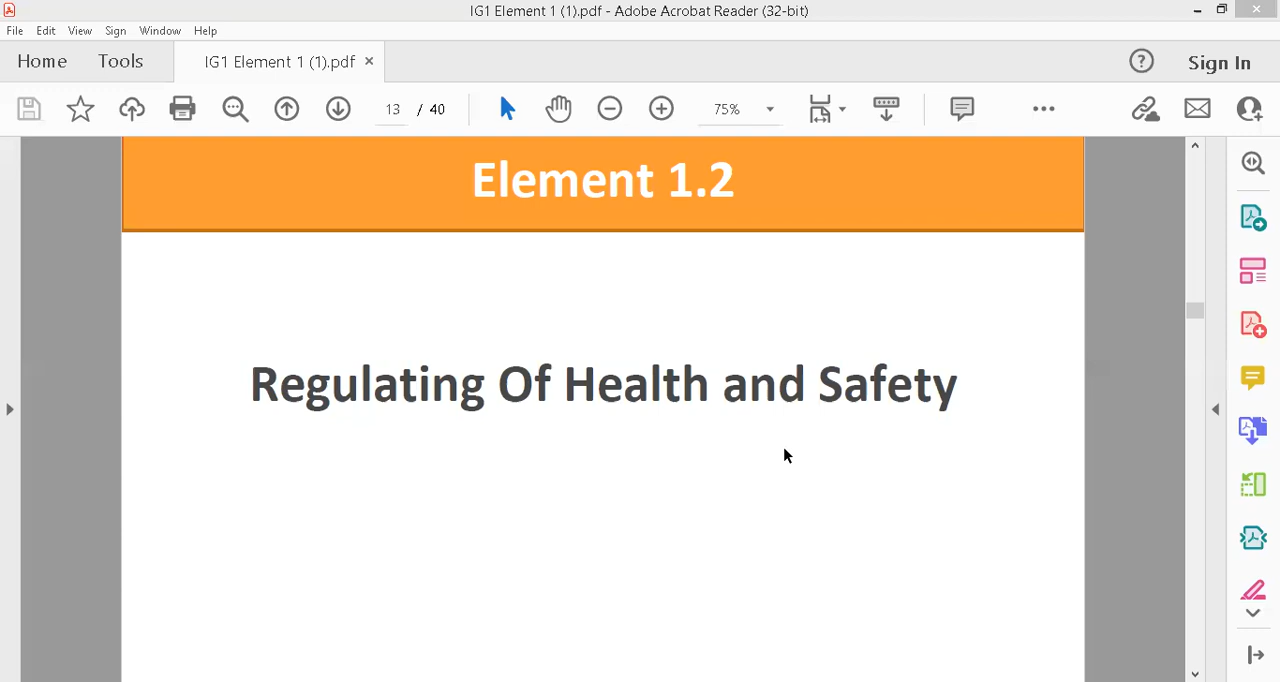 IG1 Element 1 (1).pdf - Adobe Acrobat Reader (32-bit)
File Edit View Sign Window Help
Home Tools IG1 Element 1 (1).pdf × ? Sign In
13 / 40 75%
Element 1.2
Regulating Of Health and Safety